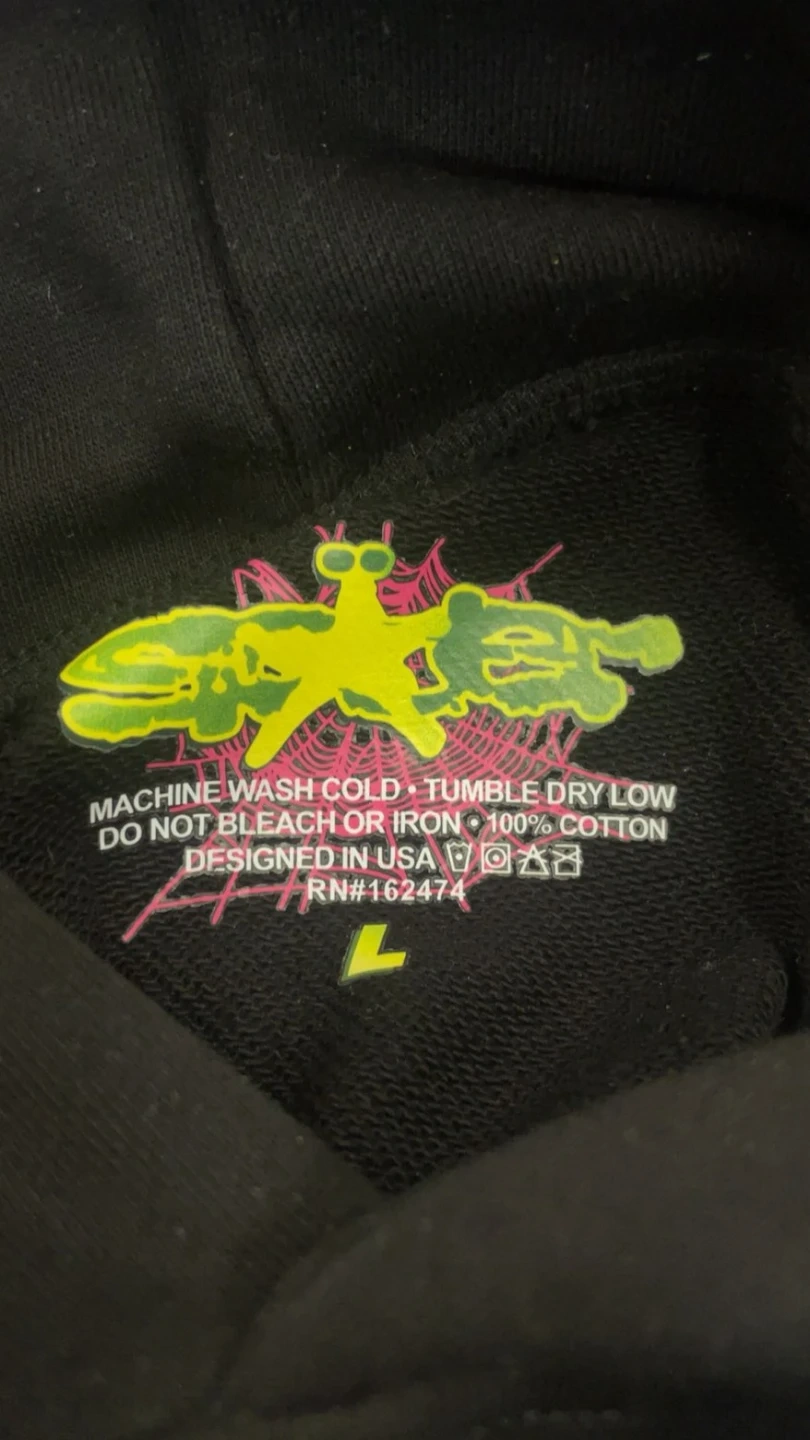 MACHINE WASH COLD • TUMBLE DRY LOW
DO NOT BLEACH OR IRON • 100% COTTON
DESIGNED IN USA
RN#162474
L